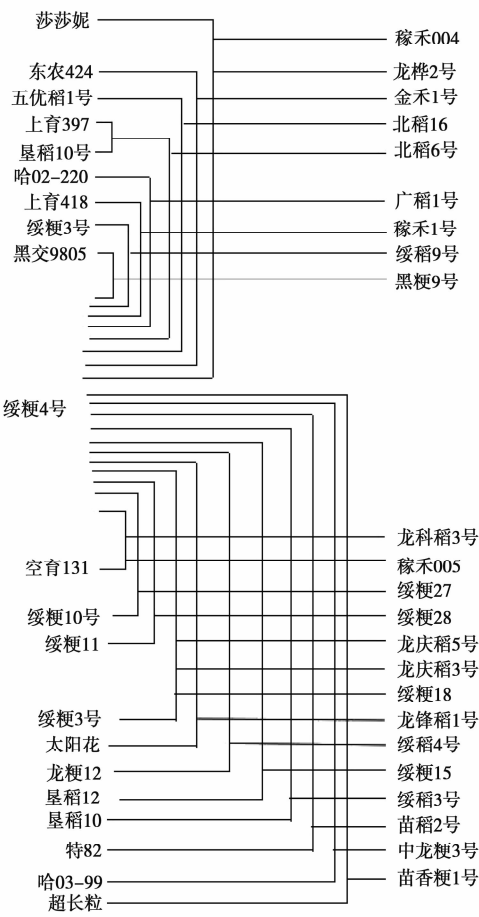 莎莎妮
稼禾004
东农424
龙桦2号
五优稻1号
金禾1号
上育397
北稻16
垦稻10号
北稻6号
哈02-220
上育418
广稻1号
绥粳3号
稼禾1号
黑交9805
绥稻9号
黑粳9号
绥粳4号
龙科稻3号
空育131
稼禾005
绥粳27
绥粳10号
绥粳28
绥粳11
龙庆稻5号
龙庆稻3号
绥粳18
绥粳3号
龙锋稻1号
太阳花
绥稻4号
龙粳12
绥粳15
垦稻12
绥稻3号
垦稻10
苗稻2号
特82
中龙粳3号
哈03-99
苗香粳1号
超长粒